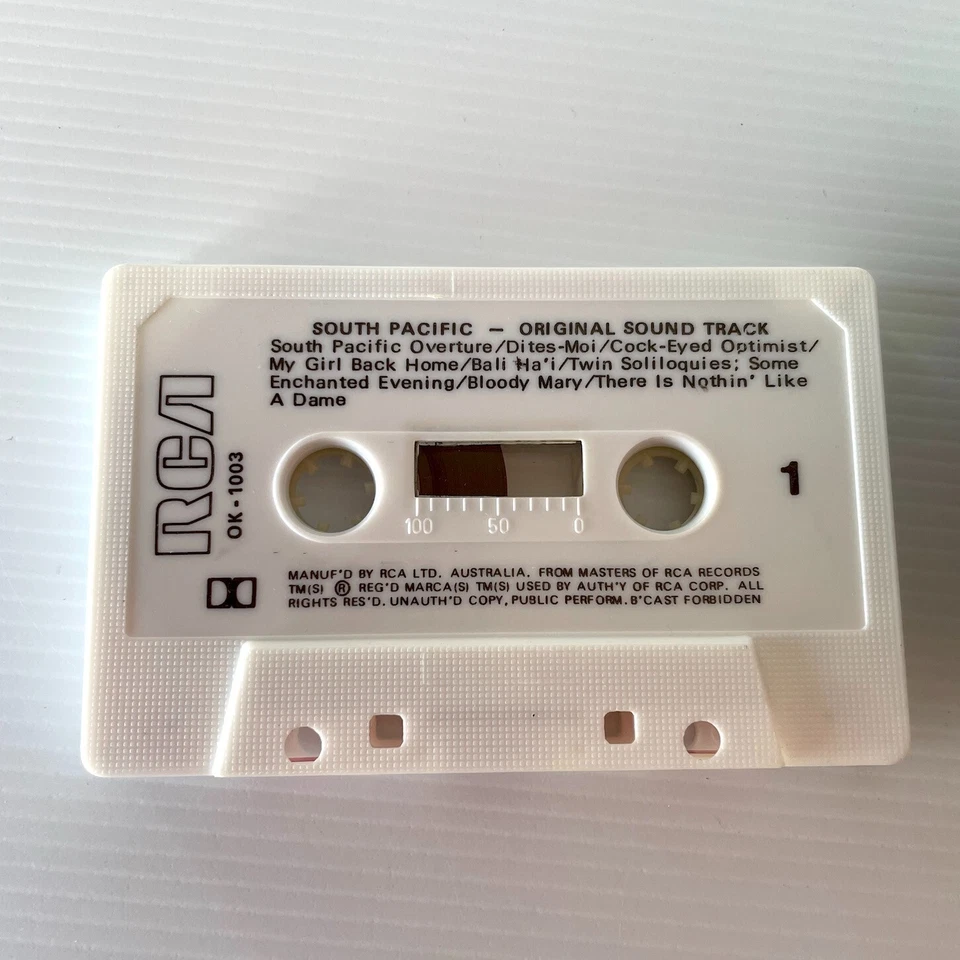 SOUTH PACIFIC — ORIGINAL SOUND TRACK
South Pacific Overture/Dites-Moi/Cock-Eyed Optimist/
My Girl Back Home/Bali Ha'i/Twin Soliloquies; Some
Enchanted Evening/Bloody Mary/There Is Nothin' Like
A Dame
RCA
OK-1003
1
100 50 0
MANUF'D BY RCA LTD. AUSTRALIA. FROM MASTERS OF RCA RECORDS
TM(S) ® REG'D MARCA(S) TM(S) USED BY AUTH'Y OF RCA CORP. ALL
RIGHTS RES'D. UNAUTH'D COPY, PUBLIC PERFORM. B'CAST FORBIDDEN